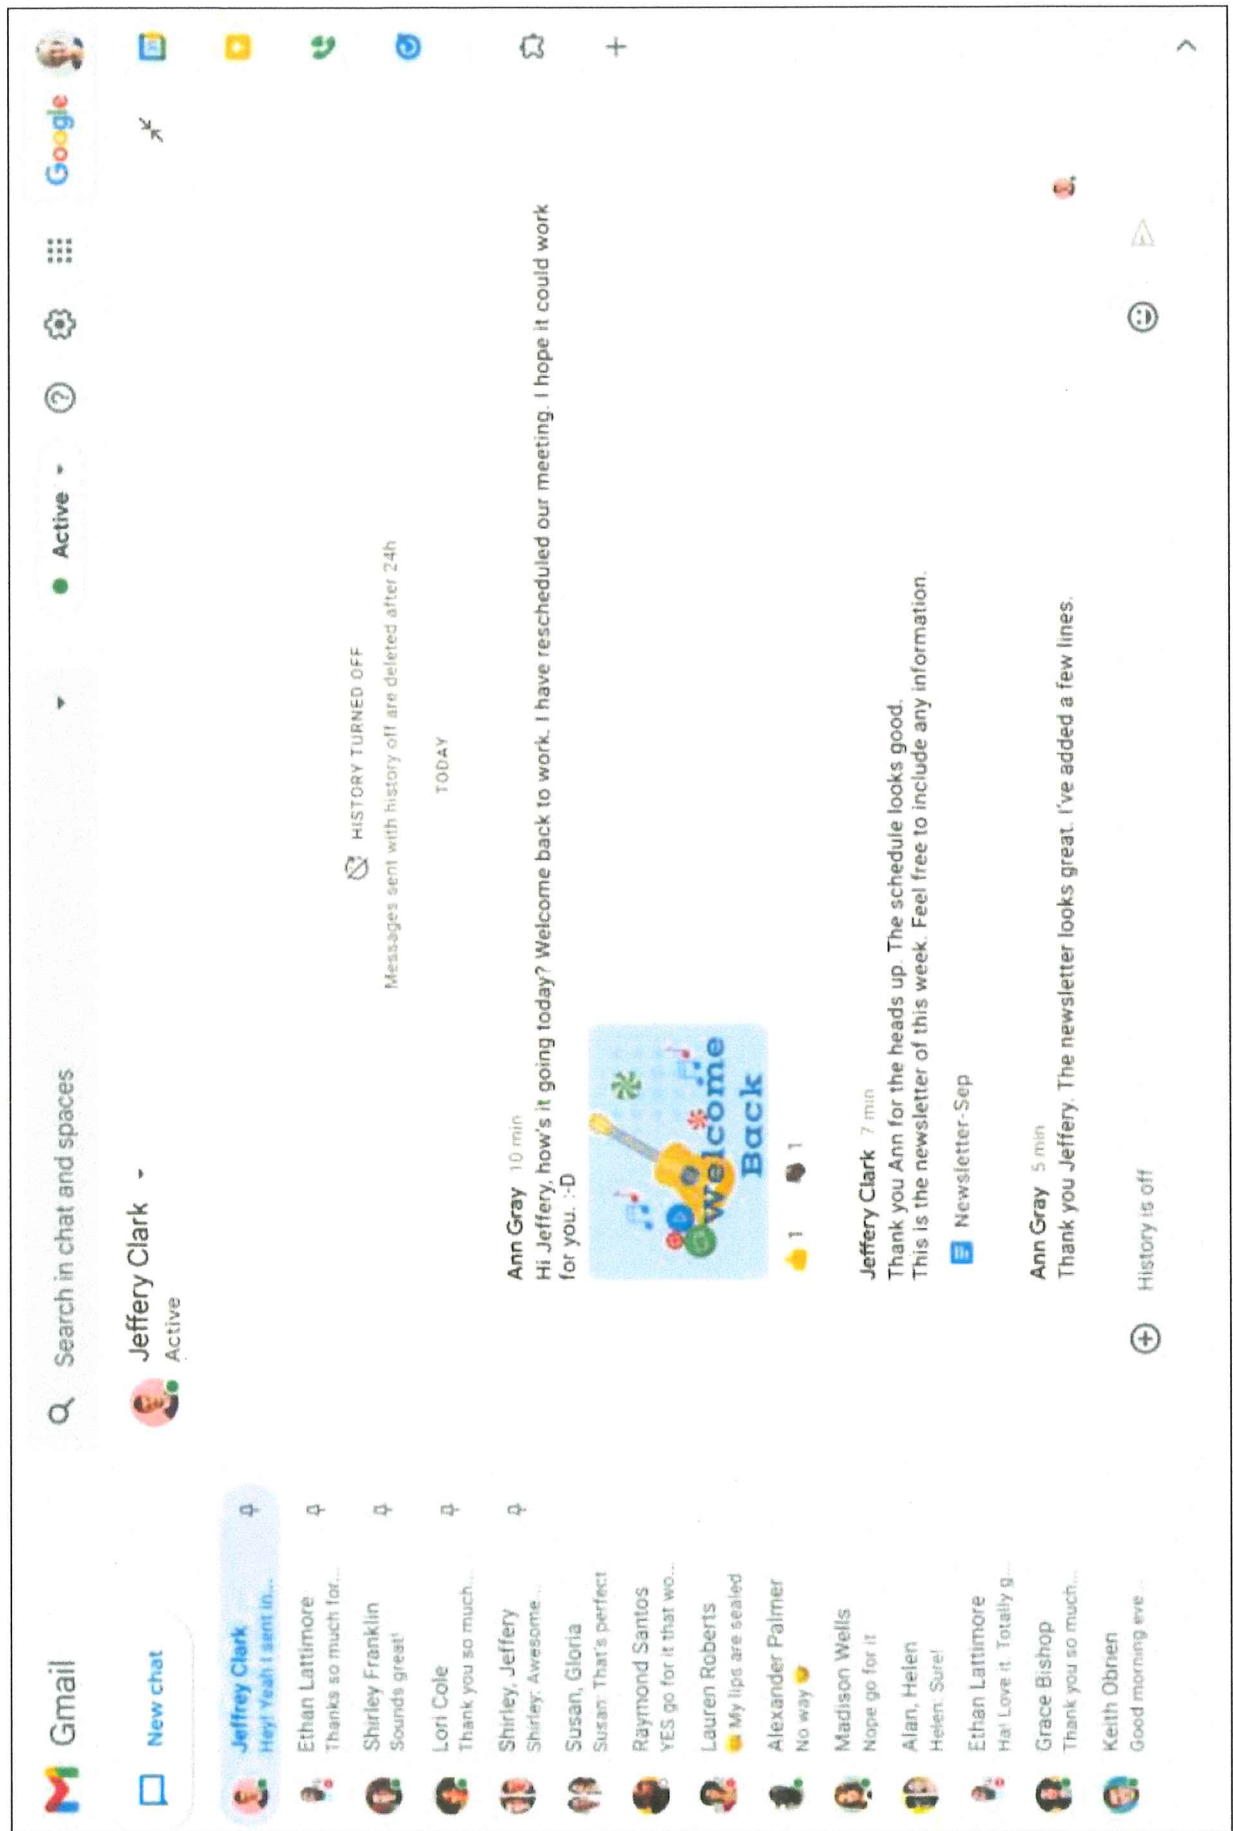 Gmail
Search in chat and spaces
Active
Google
New chat
Jeffery Clark
Active
Jeffrey Clark
Hey! Yeah I sent in...
Ethan Lattimore
Thanks so much for...
Shirley Franklin
Sounds great!
Lori Cole
Thank you so much...
Shirley, Jeffery
Shirley: Awesome...
Susan, Gloria
Susan: That's perfect
Raymond Santos
YES go for it that wo...
Lauren Roberts
My lips are sealed
Alexander Palmer
No way
Madison Wells
Nope go for it
Alan, Helen
Helen: Sure!
Ethan Lattimore
Ha! Love it. Totally g...
Grace Bishop
Thank you so much...
Keith Obrien
Good morning eve...
HISTORY TURNED OFF
Messages sent with history off are deleted after 24h
TODAY
Ann Gray 10 min
Hi Jeffery, how's it going today? Welcome back to work. I have rescheduled our meeting. I hope it could work
for you. :-D
Welcome
Back
1 1
Jeffery Clark 7 min
Thank you Ann for the heads up. The schedule looks good.
This is the newsletter of this week. Feel free to include any information.
Newsletter-Sep
Ann Gray 5 min
Thank you Jeffery. The newsletter looks great. I've added a few lines.
History is off